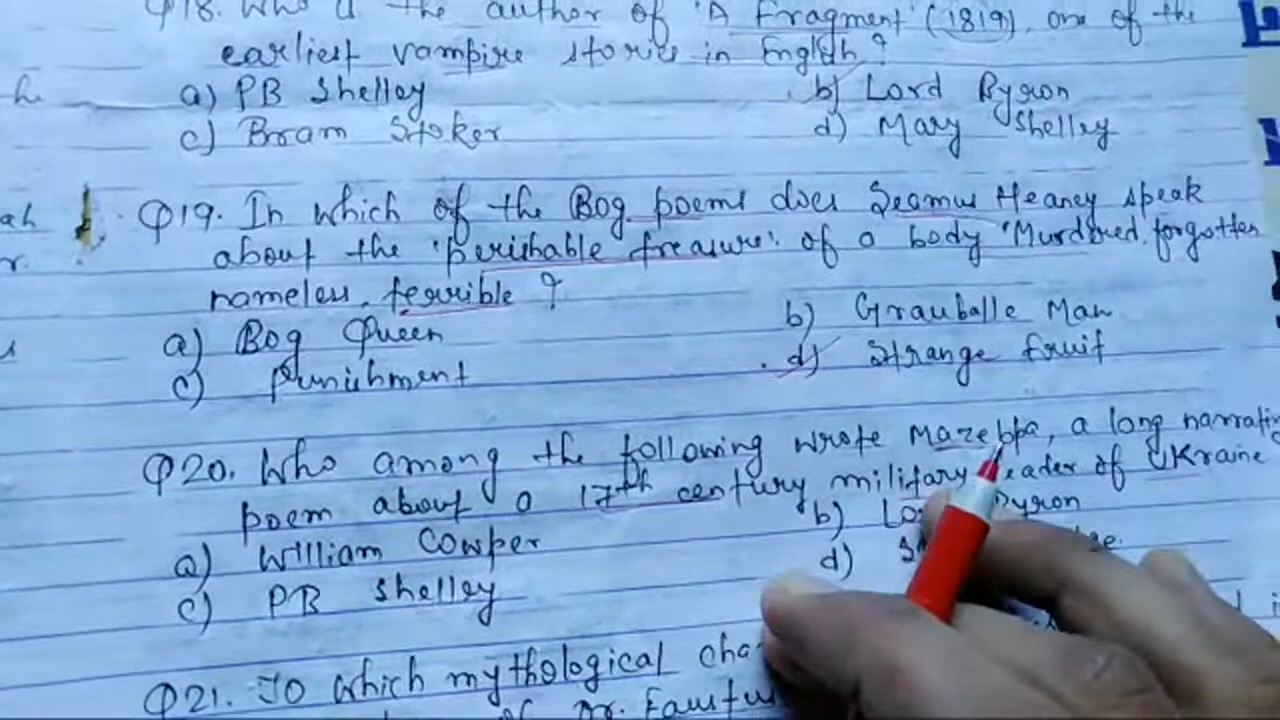 Q18. Who is the author of 'A Fragment' (1819), one of the
earliest vampire stories in English?
a) PB Shelley b) Lord Byron
c) Bram Stoker d) Mary Shelley
Q19. In which of the Bog poems does Seamus Heaney speak
about the 'perishable treasure' of a body 'Murdered, forgotten
nameless, terrible ?
a) Bog Queen b) Grauballe Man
c) Punishment d) Strange fruit
Q20. Who among the following wrote Mazeppa, a long
poem about a 17th century military leader of Ukraine
a) William Cowper b) Byron
c) PB Shelley d)
Q21. To which mythological
of Dr.